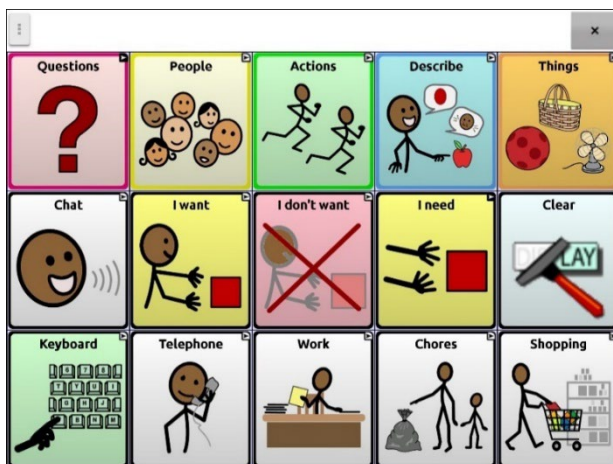 Questions
People
Actions
Describe
Things
Chat
I want
I don't want
I need
Clear
Keyboard
Telephone
Work
Chores
Shopping